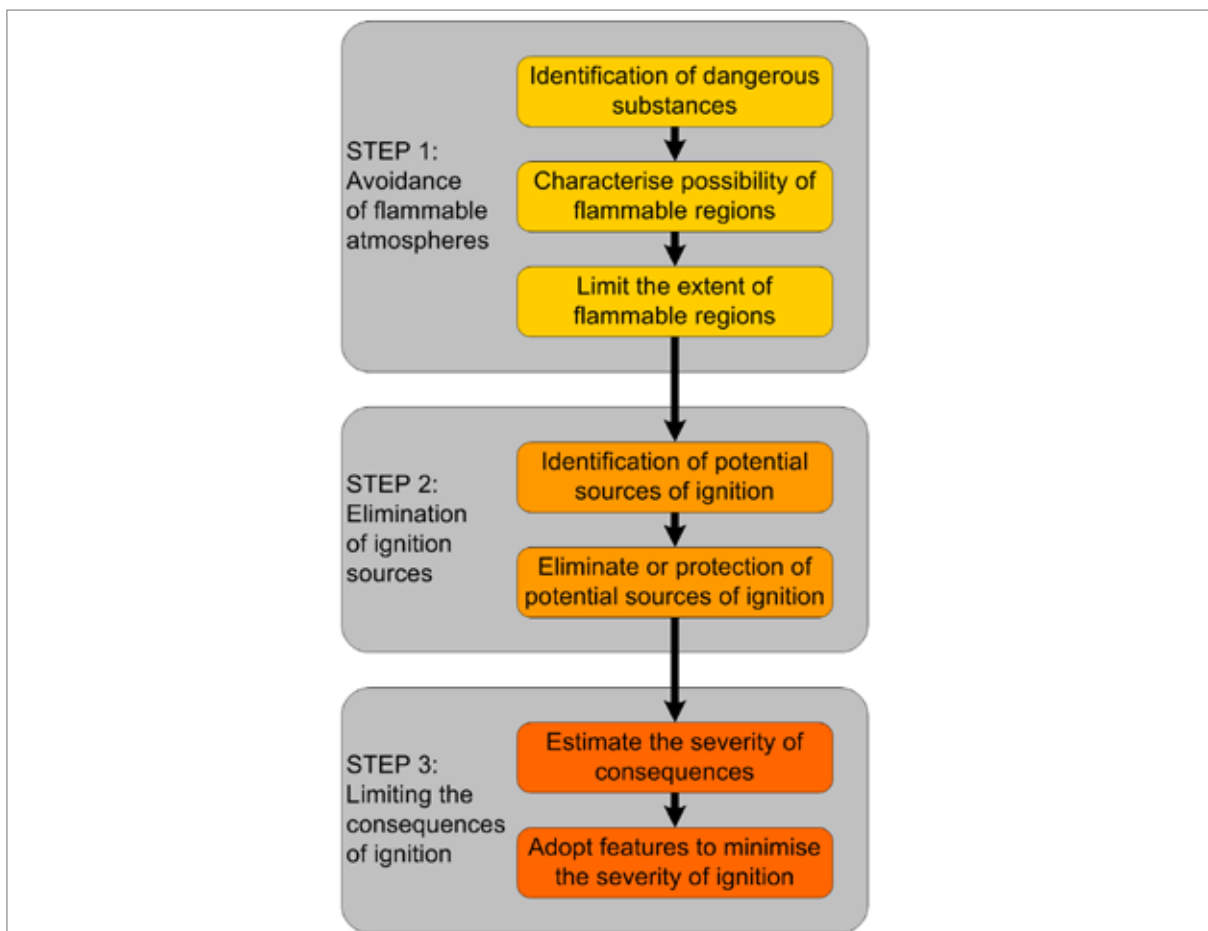 STEP 1:
Avoidance
of flammable
atmospheres
Identification of dangerous
substances
Characterise possibility of
flammable regions
Limit the extent of
flammable regions
STEP 2:
Elimination
of ignition
sources
Identification of potential
sources of ignition
Eliminate or protection of
potential sources of ignition
STEP 3:
Limiting the
consequences
of ignition
Estimate the severity of
consequences
Adopt features to minimise
the severity of ignition